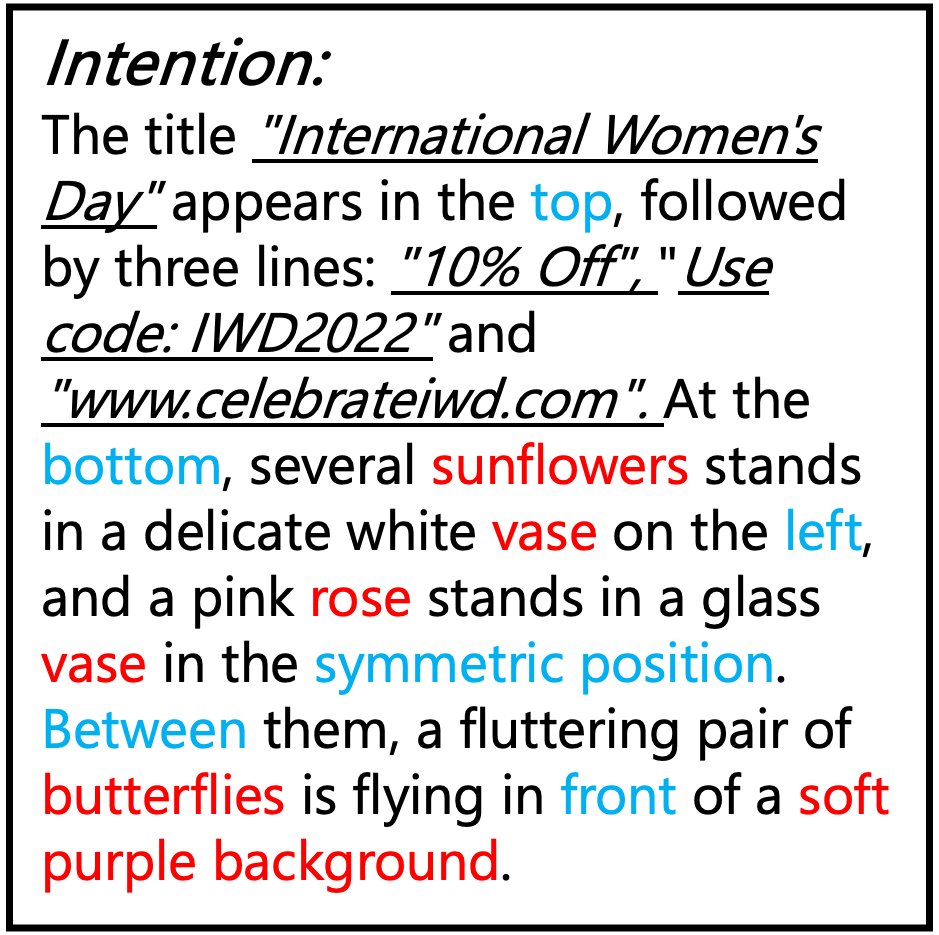 Intention:
The title "International Women's
Day" appears in the top, followed
by three lines: "10% Off", "Use
code: IWD2022" and
"www.celebrateiwd.com". At the
bottom, several sunflowers stands
in a delicate white vase on the left,
and a pink rose stands in a glass
vase in the symmetric position.
Between them, a fluttering pair of
butterflies is flying in front of a soft
purple background.